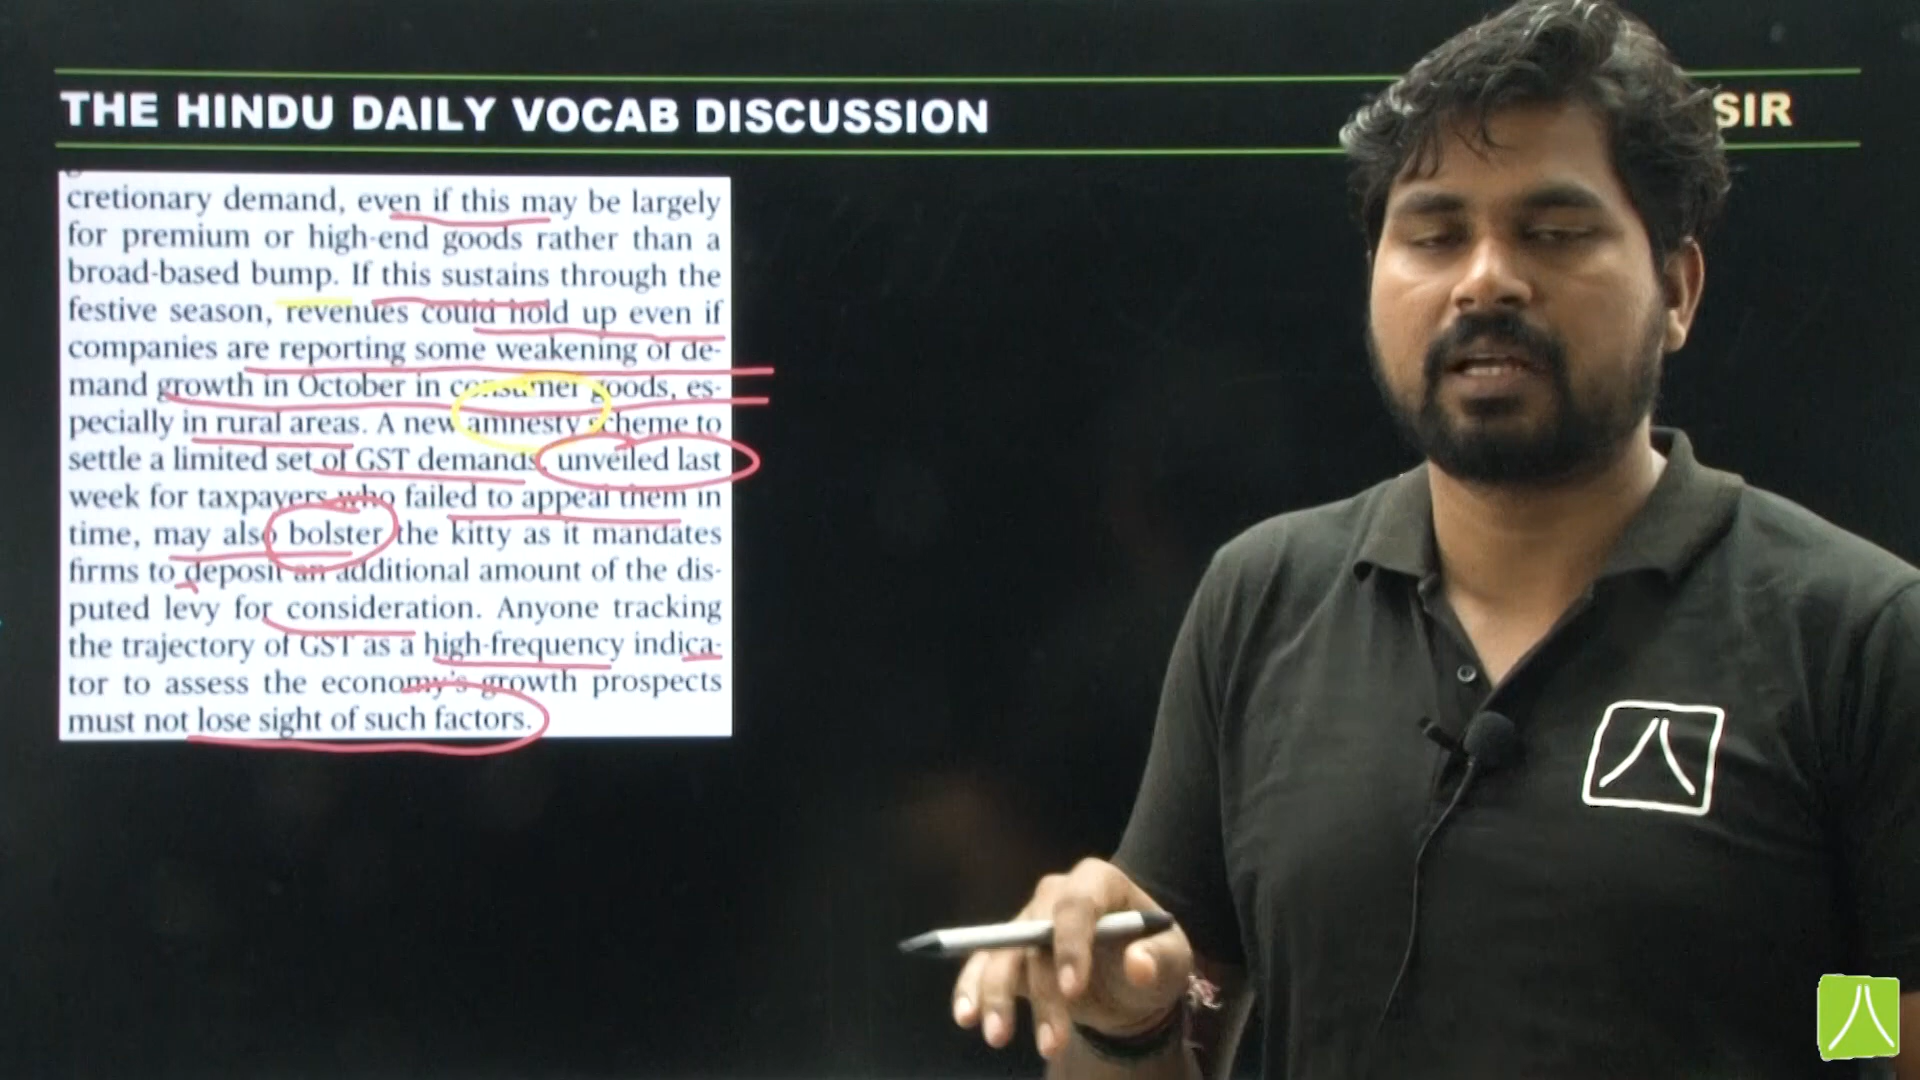 THE HINDU DAILY VOCAB DISCUSSION
SIR
cretionary demand, even if this may be largely
for premium or high-end goods rather than a
broad-based bump. If this sustains through the
festive season, revenues could hold up even if
companies are reporting some weakening of de-
mand growth in October in consumer goods, es-
pecially in rural areas. A new amnesty scheme to
settle a limited set of GST demands, unveiled last
week for taxpayers who failed to appeal them in
time, may also bolster the kitty as it mandates
firms to deposit an additional amount of the dis-
puted levy for consideration. Anyone tracking
the trajectory of GST as a high-frequency indica-
tor to assess the economy's growth prospects
must not lose sight of such factors.